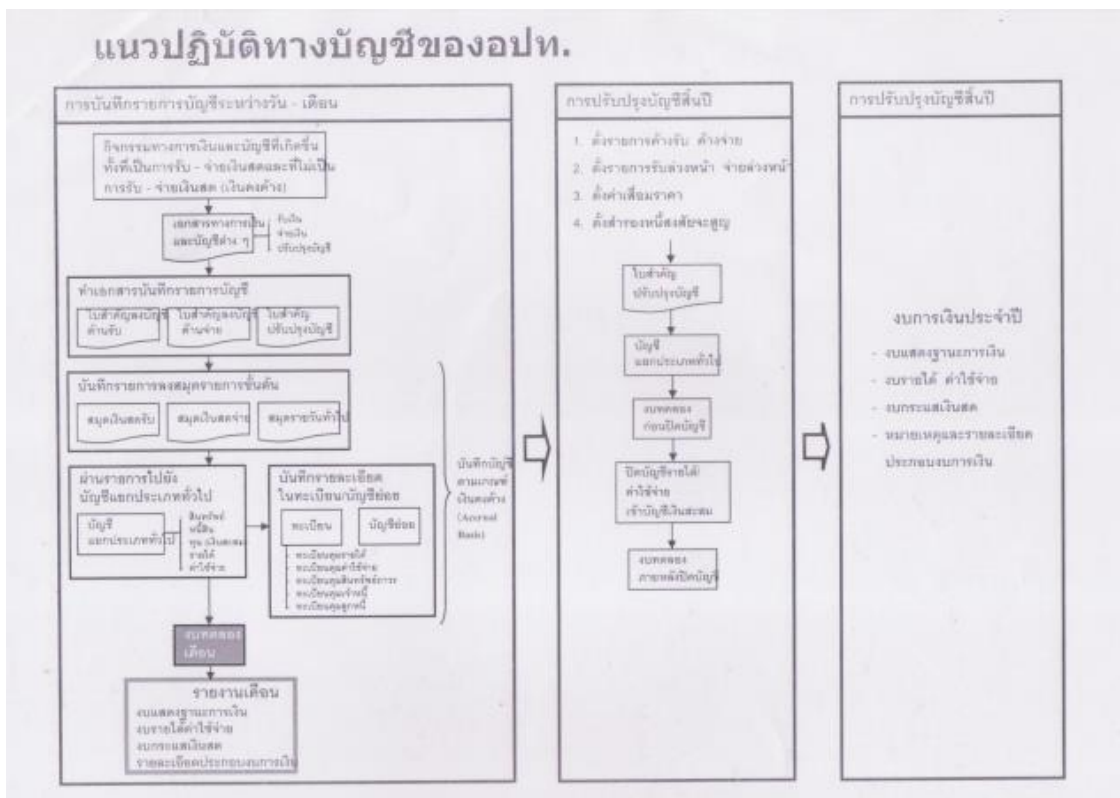 แนวปฏิบัติทางบัญชีของอปท.
การบันทึกรายการบัญชีระหว่างวัน - เดือน
กิจกรรมทางการเงินและบัญชีที่เกิดขึ้น
ทั้งที่เป็นการรับ - จ่ายเงินสดและที่ไม่เป็น
การรับ - จ่ายเงินสด (เงินคงค้าง)
เอกสารทางการเงิน
และบัญชีต่าง ๆ
รับเงิน
จ่ายเงิน
ปรับปรุงบัญชี
ทำเอกสารบันทึกรายการบัญชี
ใบสำคัญลงบัญชี
ด้านรับ
ใบสำคัญลงบัญชี
ด้านจ่าย
ใบสำคัญ
ปรับปรุงบัญชี
บันทึกรายการลงสมุดรายการขั้นต้น
สมุดเงินสดรับ
สมุดเงินสดจ่าย
สมุดรายวันทั่วไป
ผ่านรายการไปยัง
บัญชีแยกประเภททั่วไป
บัญชี
แยกประเภททั่วไป
สินทรัพย์
หนี้สิน
ทุน (เงินสะสม
รายได้
ค่าใช้จ่าย
บันทึกรายละเอียด
ในทะเบียน/บัญชีย่อย
ทะเบียน
บัญชีย่อย
ทะเบียนคุมรายได้
ทะเบียนคุมค่าใช้จ่าย
ทะเบียนคุมสินทรัพย์ถาวร
ทะเบียนคุมเจ้าหนี้
ทะเบียนคุมลูกหนี้
บันทึกบัญชี
ตามเกณฑ์
เงินคงค้าง
(Accrual
Basis)
งบทดลอง
เดือน
รายงานเดือน
งบแสดงฐานะการเงิน
งบรายได้ค่าใช้จ่าย
งบกระแสเงินสด
รายละเอียดประกอบงบการเงิน
การปรับปรุงบัญชีสิ้นปี
1. ตั้งรายการค้างรับ ค้างจ่าย
2. ตั้งรายการรับล่วงหน้า จ่ายล่วงหน้า
3. ตั้งค่าเสื่อมราคา
4. ตั้งสำรองหนี้สงสัยจะสูญ
ใบสำคัญ
ปรับปรุงบัญชี
บัญชี
แยกประเภททั่วไป
งบทดลอง
ก่อนปิดบัญชี
ปิดบัญชีรายได้/
ค่าใช้จ่าย
เข้าบัญชีเงินสะสม
งบทดลอง
ภายหลังปิดบัญชี
การปรับปรุงบัญชีสิ้นปี
งบการเงินประจำปี
- งบแสดงฐานะการเงิน
- งบรายได้ ค่าใช้จ่าย
- งบกระแสเงินสด
- หมายเหตุและรายละเอียด
ประกอบงบการเงิน